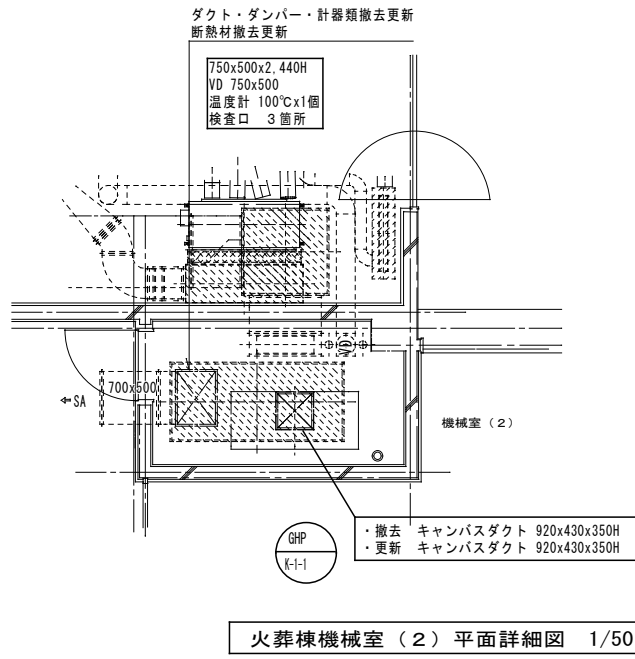 ダクト・ダンパー・計器類撤去更新
断熱材撤去更新
750x500x2,440H
VD 750x500
温度計 100℃x1個
検査口 3箇所
VD
700x500
⇦SA
機械室（2）
・撤去 キャンバスダクト 920x430x350H
・更新 キャンバスダクト 920x430x350H
GHP
K-1-1
火葬棟機械室（2）平面詳細図 1/50